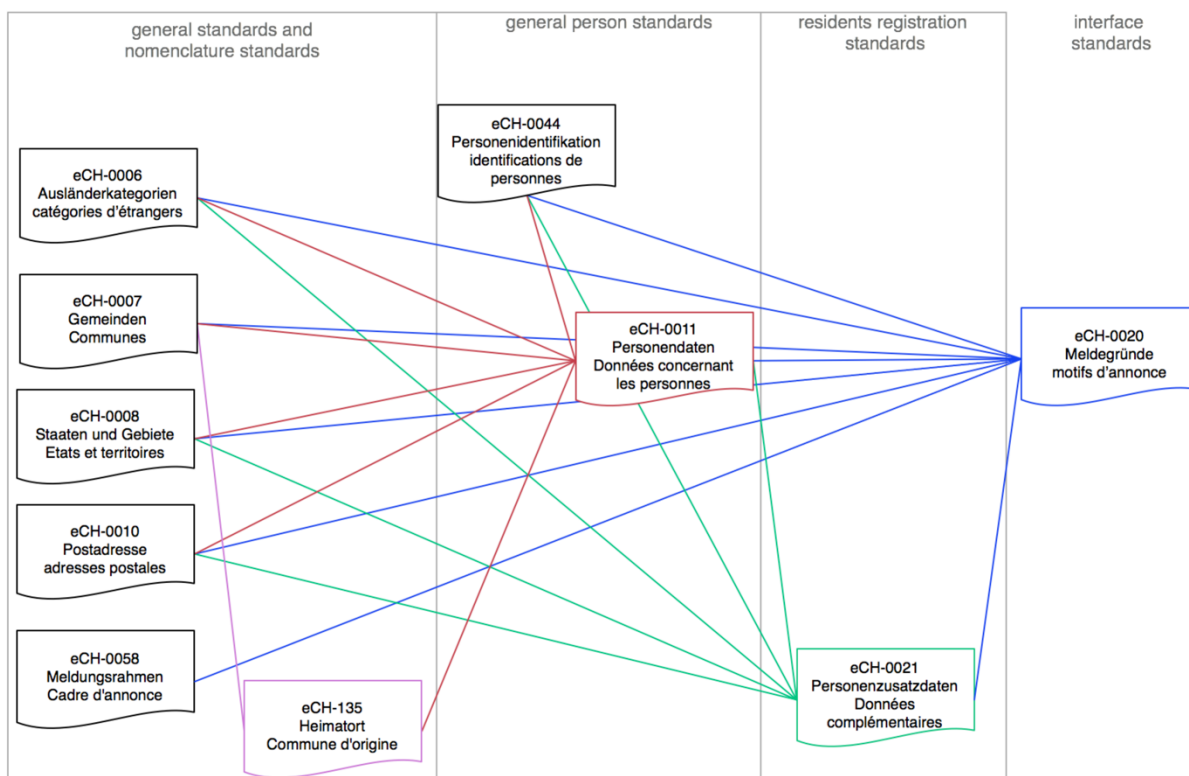 general standards and
nomenclature standards
general person standards
residents registration
standards
interface
standards
eCH-0044
Personenidentifikation
identifications de
personnes
eCH-0006
Ausländerkategorien
catégories d'étrangers
eCH-0007
Gemeinden
Communes
eCH-0011
Personendaten
Données concernant
les personnes
eCH-0020
Meldegründe
motifs d'annonce
eCH-0008
Staaten und Gebiete
Etats et territoires
eCH-0010
Postadresse
adresses postales
eCH-0058
Meldungsrahmen
Cadre d'annonce
eCH-135
Heimatort
Commune d'origine
eCH-0021
Personenzusatzdaten
Données
complémentaires